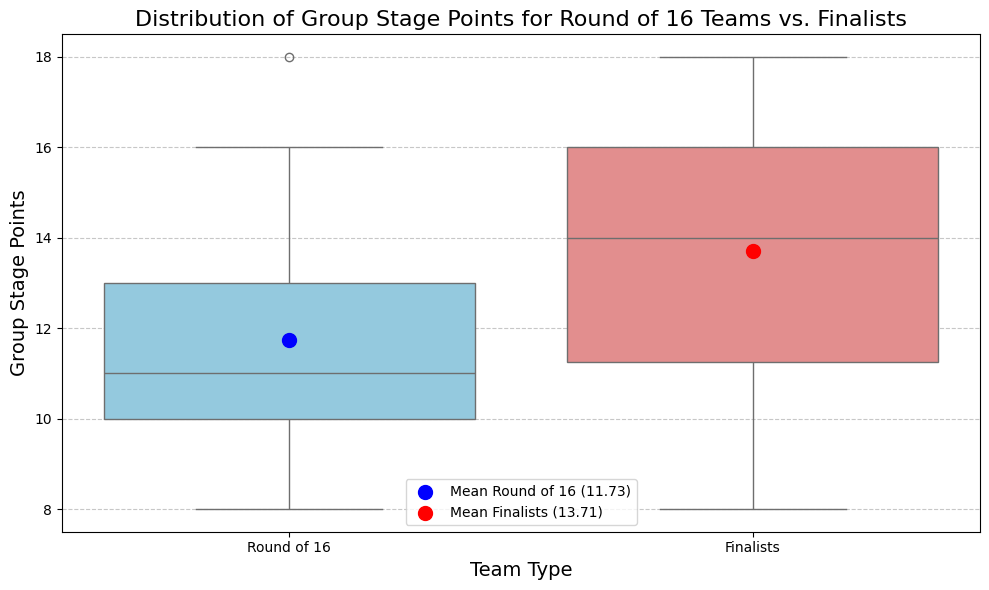 Distribution of Group Stage Points for Round of 16 Teams vs. Finalists
Group Stage Points
18
16
14
12
10
8
Mean Round of 16 (11.73)
Mean Finalists (13.71)
Round of 16
Finalists
Team Type